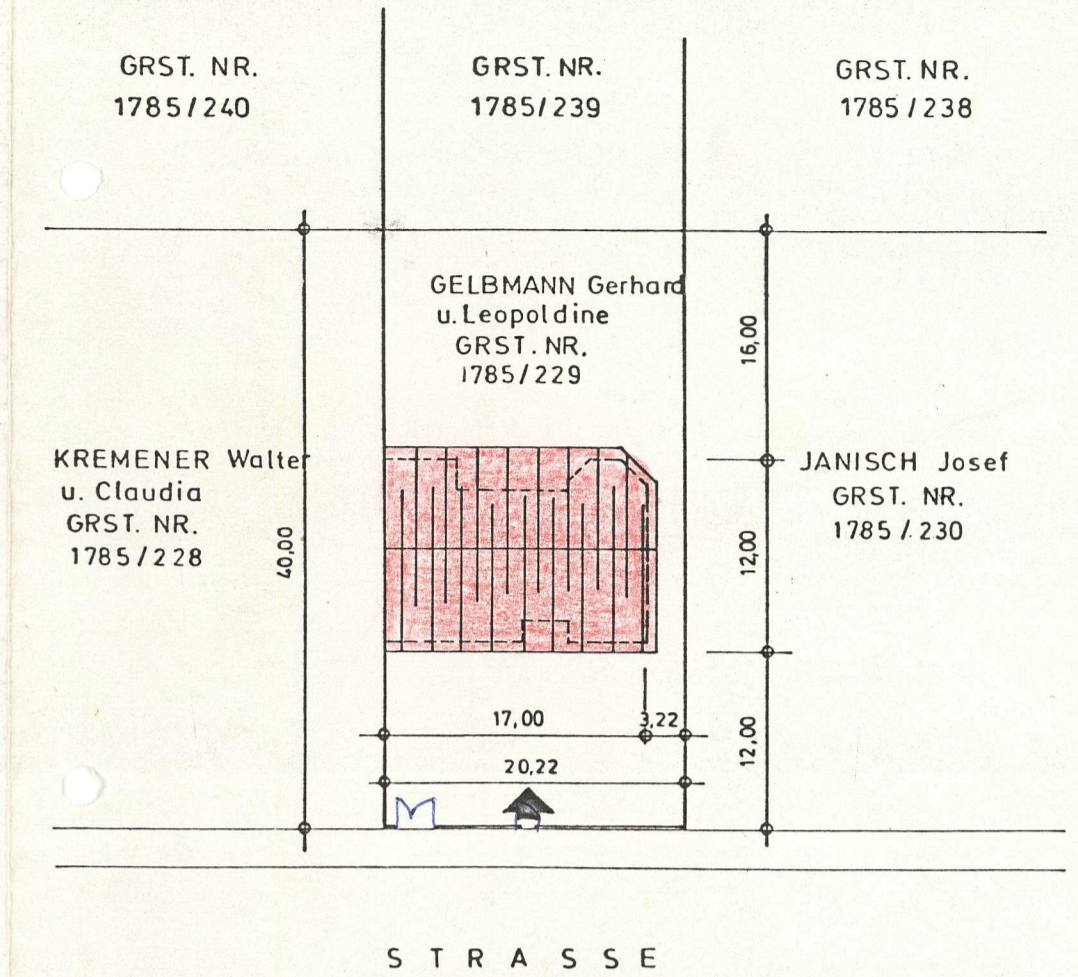 GRST. NR.
1785/240
GRST. NR.
1785/239
GRST. NR.
1785/238
GELBMANN Gerhard
u. Leopoldine
GRST. NR.
1785/229
KREMENER Walter
u. Claudia
GRST. NR.
1785/228
JANISCH Josef
GRST. NR.
1785/230
40,00
16,00
12,00
12,00
17,00
3,22
20,22
STRASSE